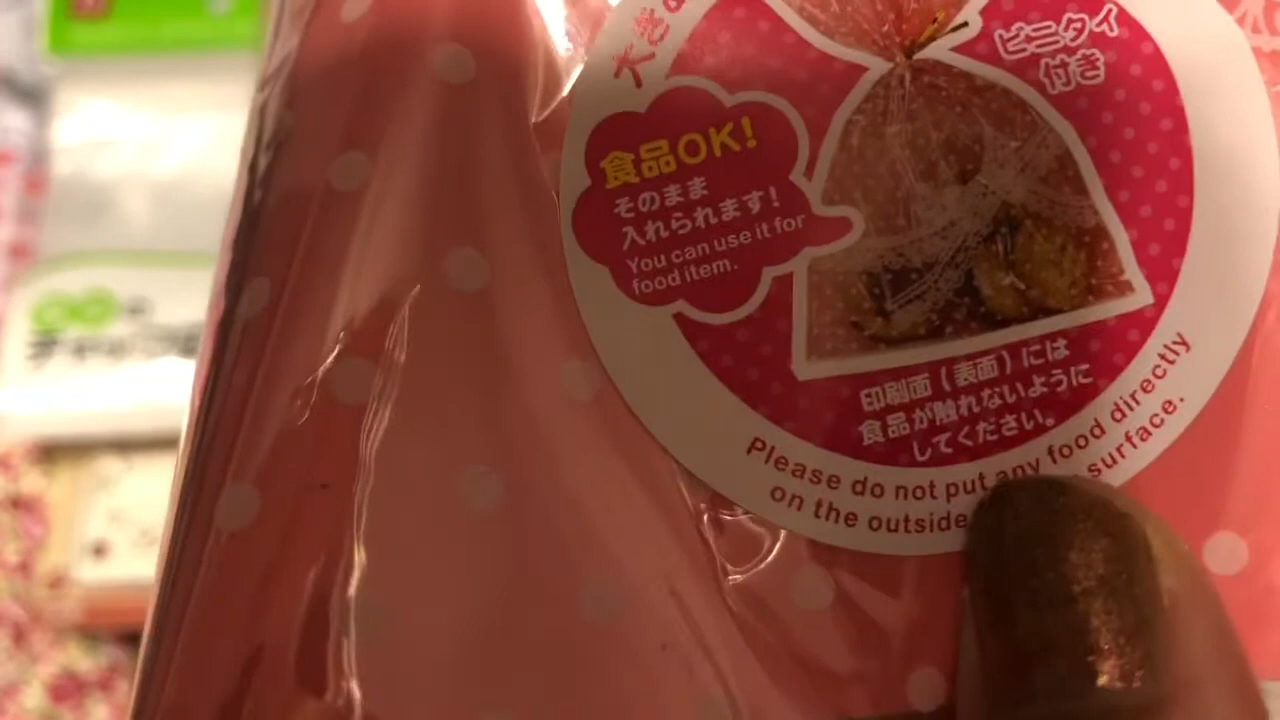 大きめ
ビニタイ
付き
食品OK!
そのまま
入れられます!
You can use it for
food item.
印刷面(表面)には
食品が触れないように
してください。
Please do not put any food directly
on the outside surface.